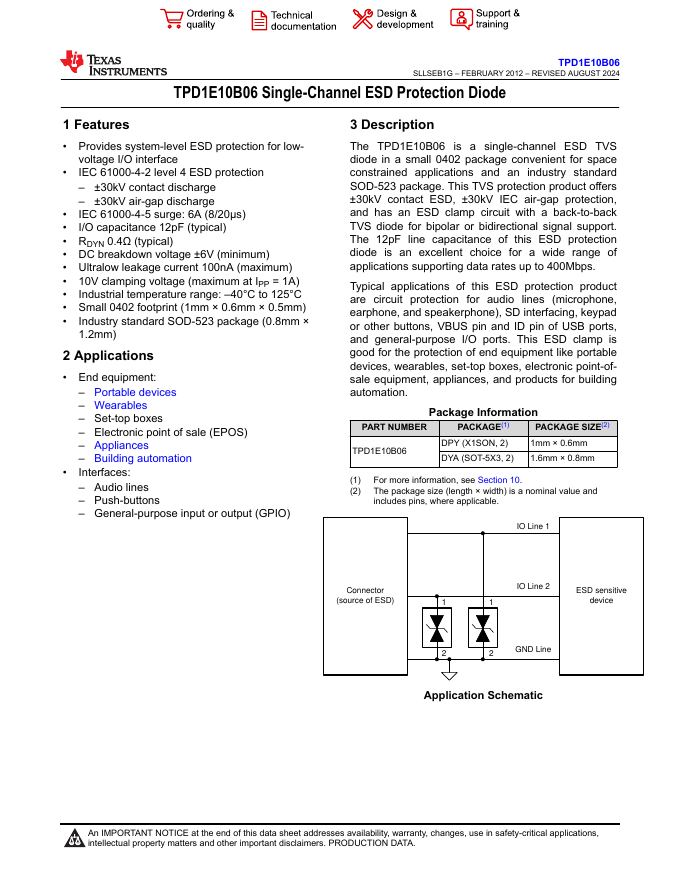 Ordering & quality
Technical documentation
Design & development
Support & training
TEXAS INSTRUMENTS
TPD1E10B06
SLLSEB1G – FEBRUARY 2012 – REVISED AUGUST 2024
TPD1E10B06 Single-Channel ESD Protection Diode
1 Features
• Provides system-level ESD protection for low-
voltage I/O interface
• IEC 61000-4-2 level 4 ESD protection
– ±30kV contact discharge
– ±30kV air-gap discharge
• IEC 61000-4-5 surge: 6A (8/20µs)
• I/O capacitance 12pF (typical)
• RDYN 0.4Ω (typical)
• DC breakdown voltage ±6V (minimum)
• Ultralow leakage current 100nA (maximum)
• 10V clamping voltage (maximum at IPP = 1A)
• Industrial temperature range: –40°C to 125°C
• Small 0402 footprint (1mm × 0.6mm × 0.5mm)
• Industry standard SOD-523 package (0.8mm ×
1.2mm)
2 Applications
• End equipment:
– Portable devices
– Wearables
– Set-top boxes
– Electronic point of sale (EPOS)
– Appliances
– Building automation
• Interfaces:
– Audio lines
– Push-buttons
– General-purpose input or output (GPIO)
3 Description
The TPD1E10B06 is a single-channel ESD TVS
diode in a small 0402 package convenient for space
constrained applications and an industry standard
SOD-523 package. This TVS protection product offers
±30kV contact ESD, ±30kV IEC air-gap protection,
and has an ESD clamp circuit with a back-to-back
TVS diode for bipolar or bidirectional signal support.
The 12pF line capacitance of this ESD protection
diode is an excellent choice for a wide range of
applications supporting data rates up to 400Mbps.
Typical applications of this ESD protection product
are circuit protection for audio lines (microphone,
earphone, and speakerphone), SD interfacing, keypad
or other buttons, VBUS pin and ID pin of USB ports,
and general-purpose I/O ports. This ESD clamp is
good for the protection of end equipment like portable
devices, wearables, set-top boxes, electronic point-of-
sale equipment, appliances, and products for building
automation.
Package Information
PART NUMBER PACKAGE(1) PACKAGE SIZE(2)
TPD1E10B06 DPY (X1SON, 2) 1mm × 0.6mm
DYA (SOT-5X3, 2) 1.6mm × 0.8mm
(1) For more information, see Section 10.
(2) The package size (length × width) is a nominal value and
includes pins, where applicable.
IO Line 1
Connector
(source of ESD)
IO Line 2
ESD sensitive
device
1 1
2 2
GND Line
Application Schematic
An IMPORTANT NOTICE at the end of this data sheet addresses availability, warranty, changes, use in safety-critical applications,
intellectual property matters and other important disclaimers. PRODUCTION DATA.